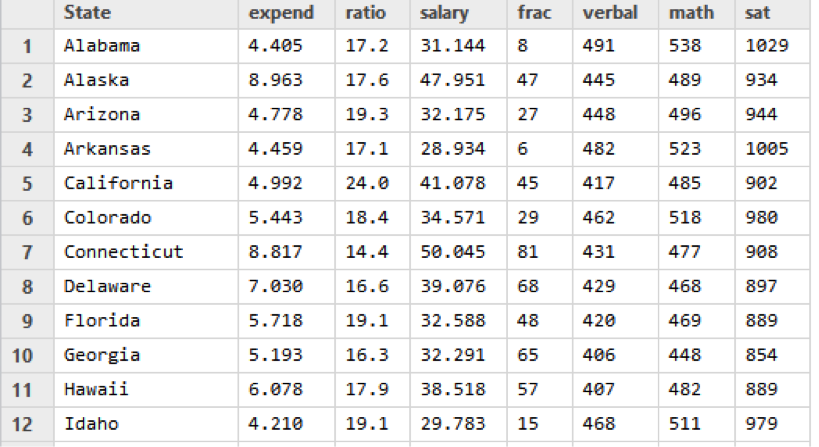 State expend ratio salary frac verbal math sat
1 Alabama 4.405 17.2 31.144 8 491 538 1029
2 Alaska 8.963 17.6 47.951 47 445 489 934
3 Arizona 4.778 19.3 32.175 27 448 496 944
4 Arkansas 4.459 17.1 28.934 6 482 523 1005
5 California 4.992 24.0 41.078 45 417 485 902
6 Colorado 5.443 18.4 34.571 29 462 518 980
7 Connecticut 8.817 14.4 50.045 81 431 477 908
8 Delaware 7.030 16.6 39.076 68 429 468 897
9 Florida 5.718 19.1 32.588 48 420 469 889
10 Georgia 5.193 16.3 32.291 65 406 448 854
11 Hawaii 6.078 17.9 38.518 57 407 482 889
12 Idaho 4.210 19.1 29.783 15 468 511 979